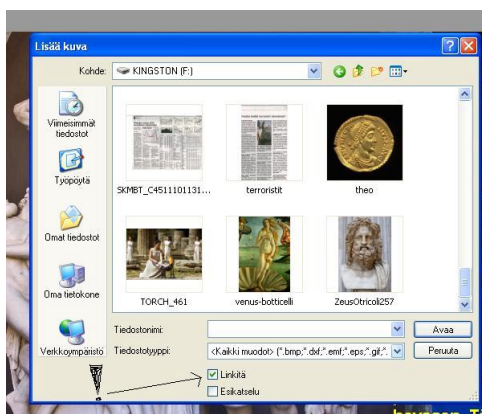 Lisää kuva
Kohde: KINGSTON (F:)
Viimeisimmät
tiedostot
Työpöytä
Omat tiedostot
Oma tietokone
Verkkoympäristö
SKMBT_C4511101131...
terroristit
theo
TORCH_461
venus-botticelli
ZeusOtricoli257
Tiedostonimi:
Avaa
Tiedostotyyppi: <Kaikki muodot> (*.bmp;*.dxf;*.emf;*.eps;*.gif;*.
Peruuta
Linkitä
Esikatselu